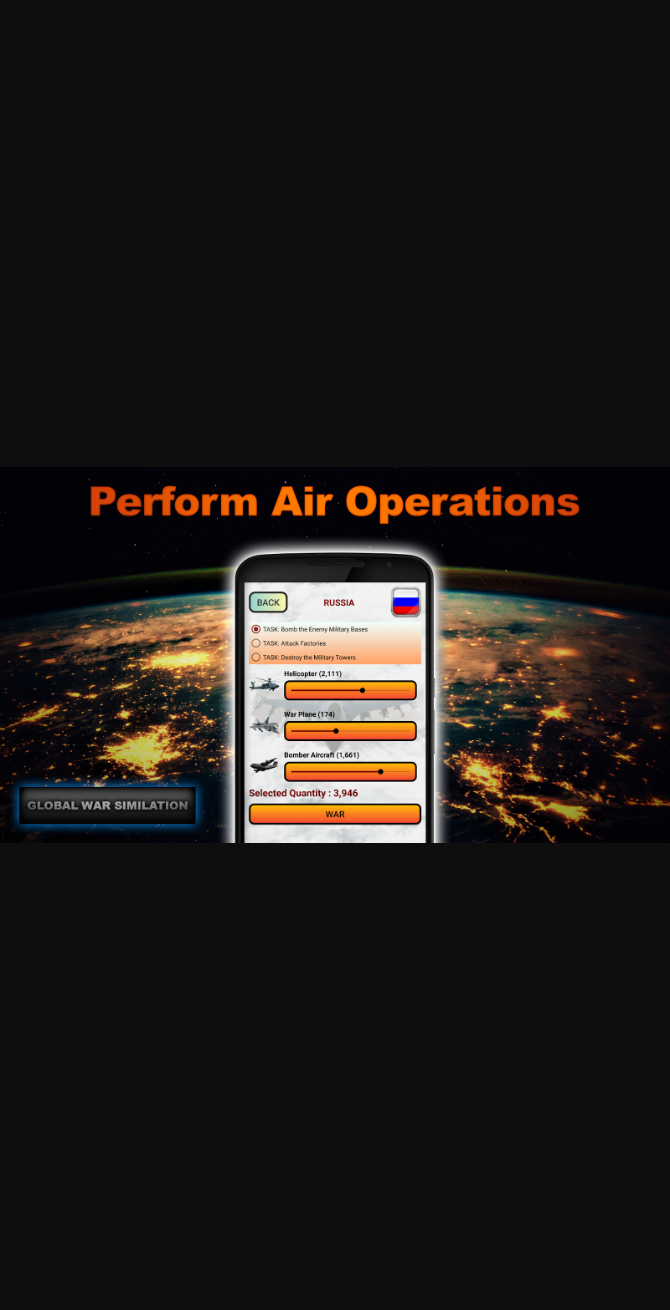 Perform Air Operations
BACK
RUSSIA
TASK: Bomb the Enemy Military Bases
TASK: Attack Factories
TASK: Destroy the Military Towers
Helicopter (2,111)
War Plane (174)
Bomber Aircraft (1,661)
Selected Quantity : 3,946
WAR
GLOBAL WAR SIMILATION